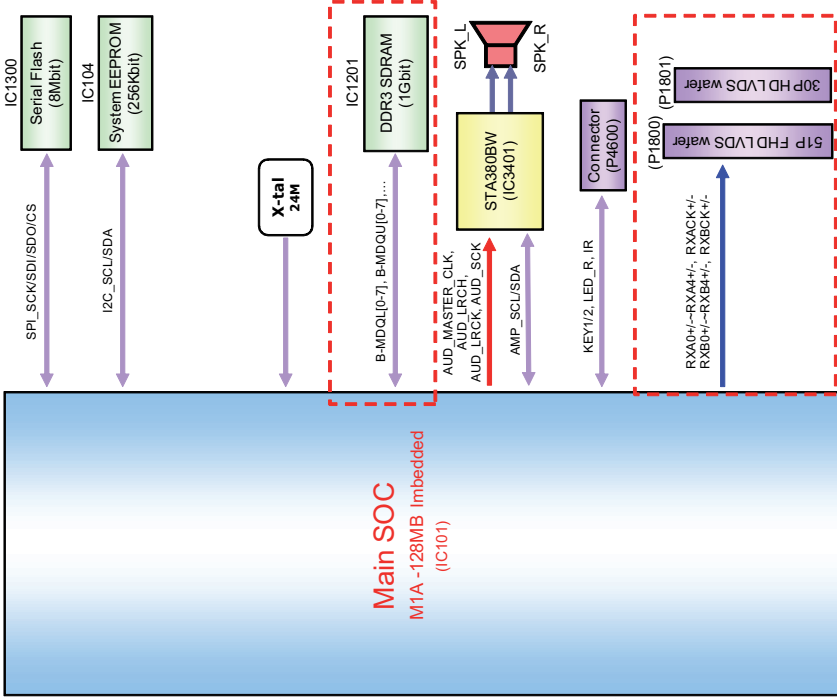 IC1300
Serial Flash
(8Mbit)
SPI_SCK/SDI/SDO/CS
IC104
System EEPROM
(256Kbit)
I2C_SCL/SDA
X-tal
24M
IC1201
DDR3 SDRAM
(1Gbit)
B-MDQL[0-7], B-MDQU[0-7],...
SPK_L
SPK_R
STA380BW
(IC3401)
AUD_MASTER_CLK,
AUD_LRCH,
AUD_LRCK, AUD_SCK
AMP_SCL/SDA
Connector
(P4600)
KEY1/2, LED_R, IR
(P1801)
30P HD LVDS
wafer
(P1800)
51P FHD LVDS
wafer
RXA0+/-~RXA4+/-, RXACK+/-
RXB0+/-~RXB4+/-, RXBCK+/-
Main SOC
M1A -128MB Imbedded
(IC101)